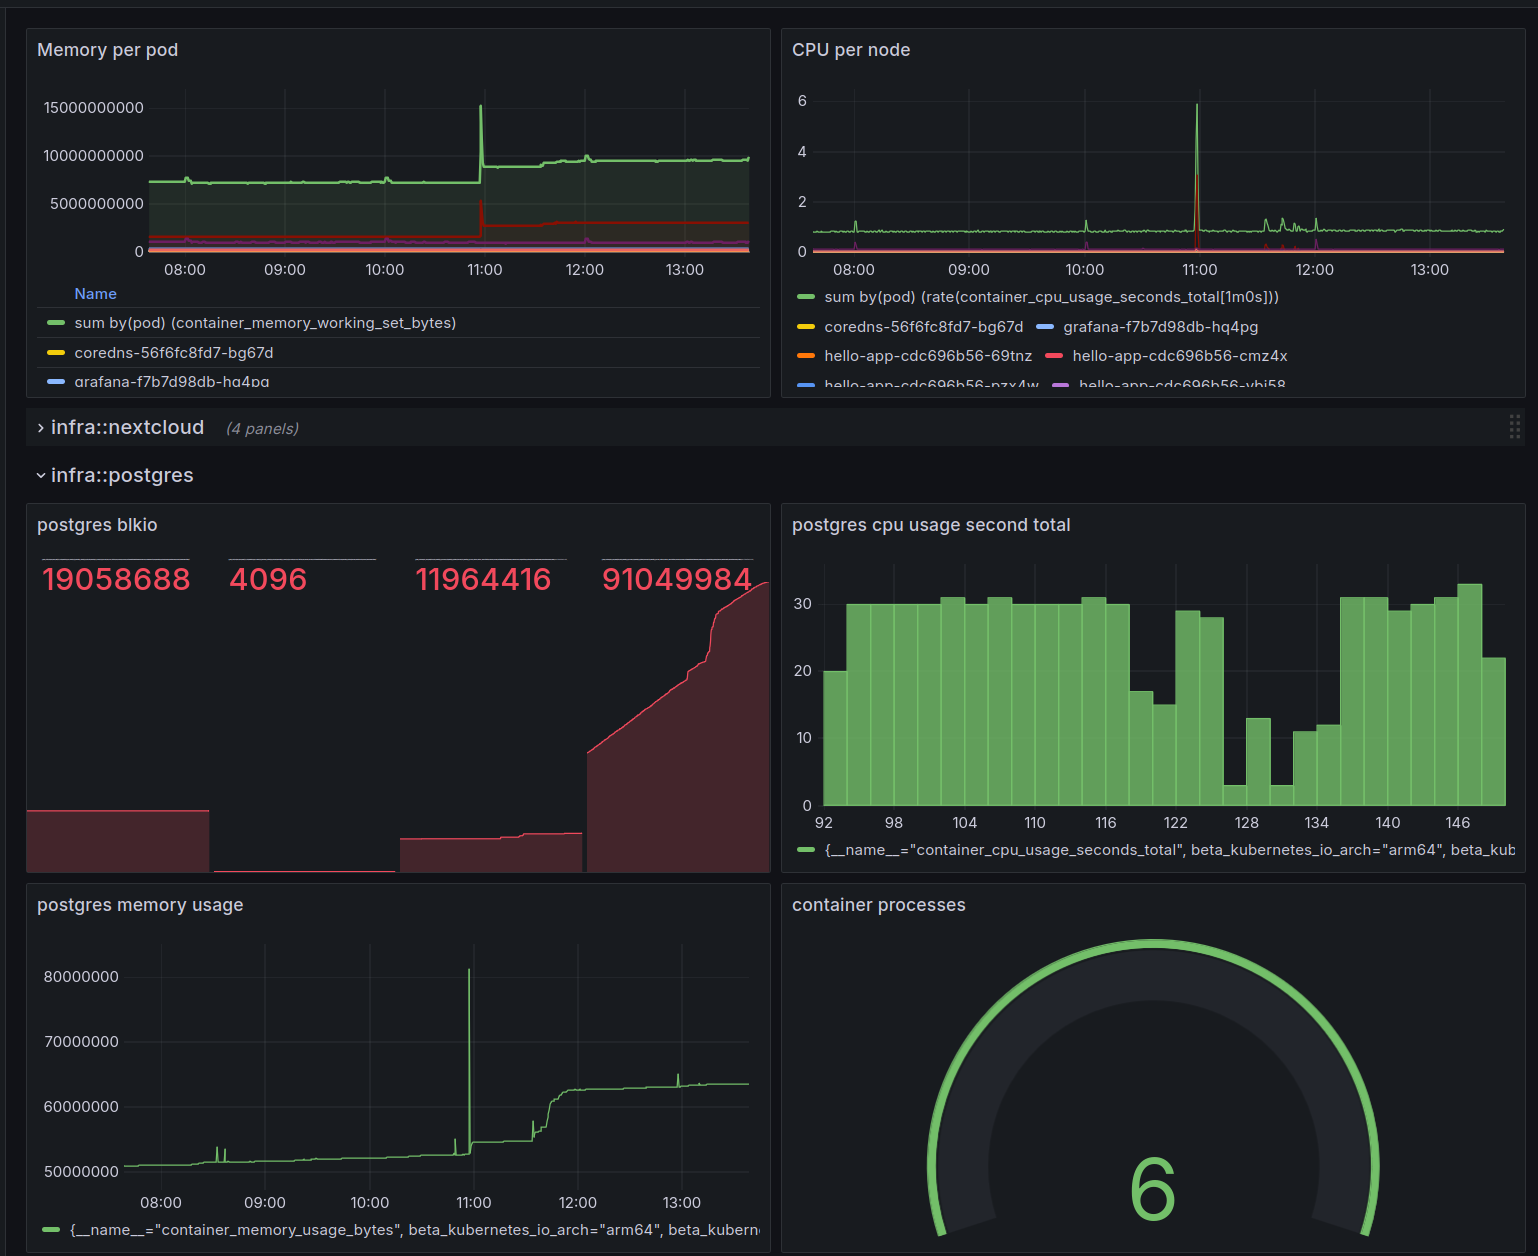 Memory per pod
15000000000
10000000000
5000000000
0
08:00 09:00 10:00 11:00 12:00 13:00
Name
sum by(pod) (container_memory_working_set_bytes)
coredns-56f6fc8fd7-bg67d
grafana-f7b7d98db-hq4pg
CPU per node
6
4
2
0
08:00 09:00 10:00 11:00 12:00 13:00
sum by(pod) (rate(container_cpu_usage_seconds_total[1m0s]))
coredns-56f6fc8fd7-bg67d grafana-f7b7d98db-hq4pg
hello-app-cdc696b56-69tnz hello-app-cdc696b56-cmz4x
hello-app-cdc696b56-pzx4w hello-app-cdc696b56-vbj58
infra::nextcloud (4 panels)
infra::postgres
postgres blkio
19058688 4096 11964416 91049984
postgres cpu usage second total
30
20
10
0
92 98 104 110 116 122 128 134 140 146
{__name__="container_cpu_usage_seconds_total", beta_kubernetes_io_arch="arm64", beta_kub
postgres memory usage
80000000
70000000
60000000
50000000
08:00 09:00 10:00 11:00 12:00 13:00
{__name__="container_memory_usage_bytes", beta_kubernetes_io_arch="arm64", beta_kubern
container processes
6